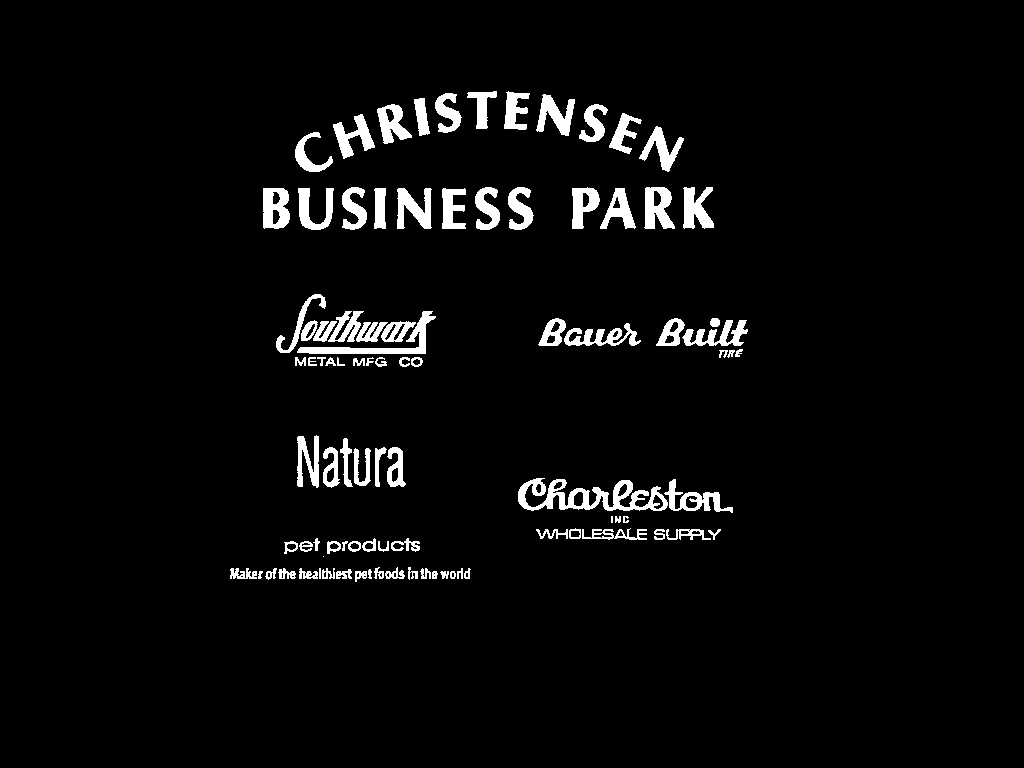 CHRISTENSEN
BUSINESS PARK
Southwark
METAL MFG CO
Bauer Built
TIRE
Natura
pet products
Maker of the healthiest pet foods in the world
Charleston
INC
WHOLESALE SUPPLY